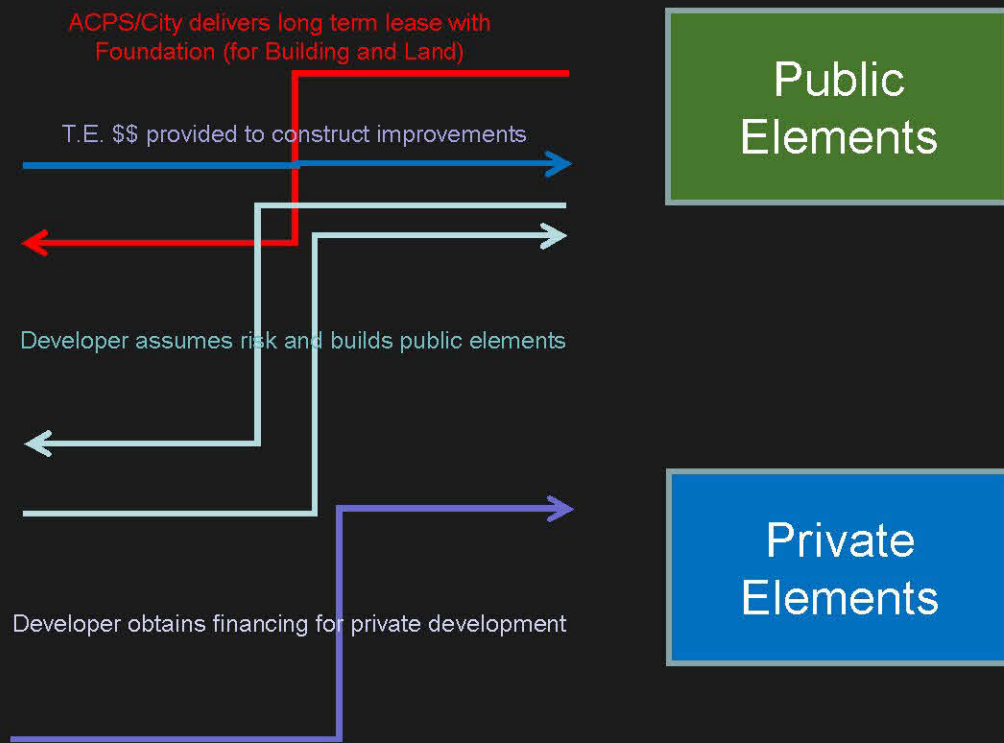 ACPS/City delivers long term lease with
Foundation (for Building and Land)
T.E. $$ provided to construct improvements
Public
Elements
Developer assumes risk and builds public elements
Private
Elements
Developer obtains financing for private development